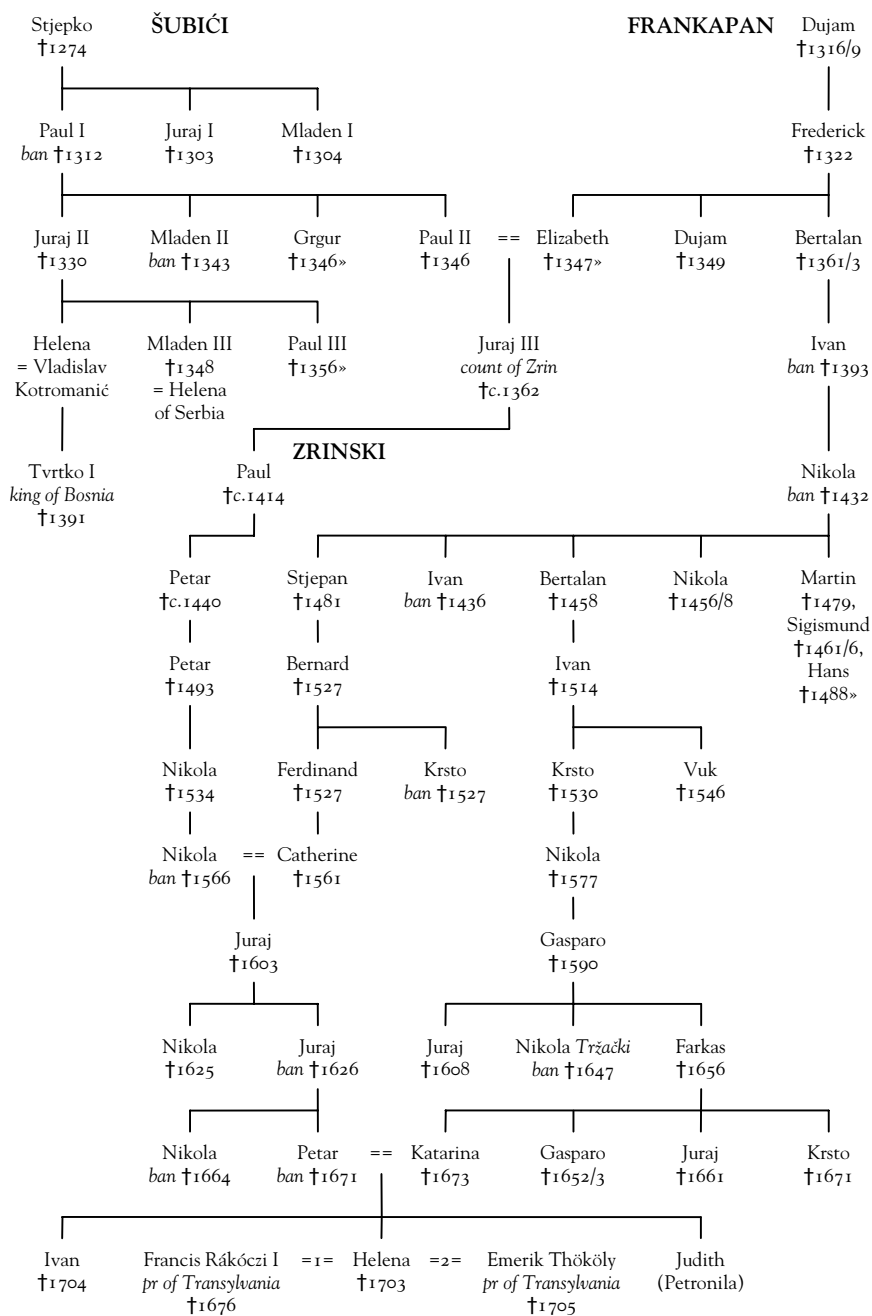 Stjepko ŠUBIĆI FRANKAPAN Dujam
†1274 †1316/9
Paul I Juraj I Mladen I Frederick
ban †1312 †1303 †1304 †1322
Juraj II Mladen II Grgur Paul II == Elizabeth Dujam Bertalan
†1330 ban †1343 †1346» †1346 †1347» †1349 †1361/3
Helena Mladen III Paul III Juraj III Ivan
= Vladislav †1348 †1356» count of Zrin ban †1393
Kotromanić = Helena †c.1362
of Serbia
ZRINSKI
Tvrtko I Paul Nikola
king of Bosnia †c.1414 ban †1432
†1391
Petar Stjepan Ivan Bertalan Nikola Martin
†c.1440 †1481 ban †1436 †1458 †1456/8 †1479,
Sigismund
†1461/6,
Petar Bernard Ivan Hans
†1493 †1527 †1514 †1488»
Nikola Ferdinand Krsto Krsto Vuk
†1534 †1527 ban †1527 †1530 †1546
Nikola == Catherine Nikola
ban †1566 †1561 †1577
Juraj Gasparo
†1603 †1590
Nikola Juraj Juraj Nikola Tržački Farkas
†1625 ban †1626 †1608 ban †1647 †1656
Nikola Petar == Katarina Gasparo Juraj Krsto
ban †1664 ban †1671 †1673 †1652/3 †1661 †1671
Ivan Francis Rákóczi I =1= Helena =2= Emerik Thököly Judith
†1704 pr of Transylvania †1703 pr of Transylvania (Petronila)
†1676 †1705